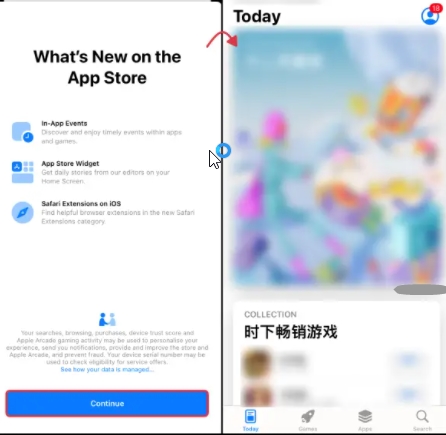 What's New on the
App Store
In-App Events
Discover and enjoy timely events within apps
and games.
App Store Widget
Get daily stories from our editors on your
Home Screen.
Safari Extensions on iOS
Find helpful browser extensions in the new Safari
Extensions category.
Your searches, browsing, purchases, device trust score and
Apple Arcade gaming activity may be used to personalise your
experience, send you notifications, provide and improve the store and
Apple Arcade, and prevent fraud. Your device serial number may be
used to check eligibility for service offers.
See how your data is managed...
Continue
Today
18
COLLECTION
时下畅销游戏
Today
Games
Apps
Search